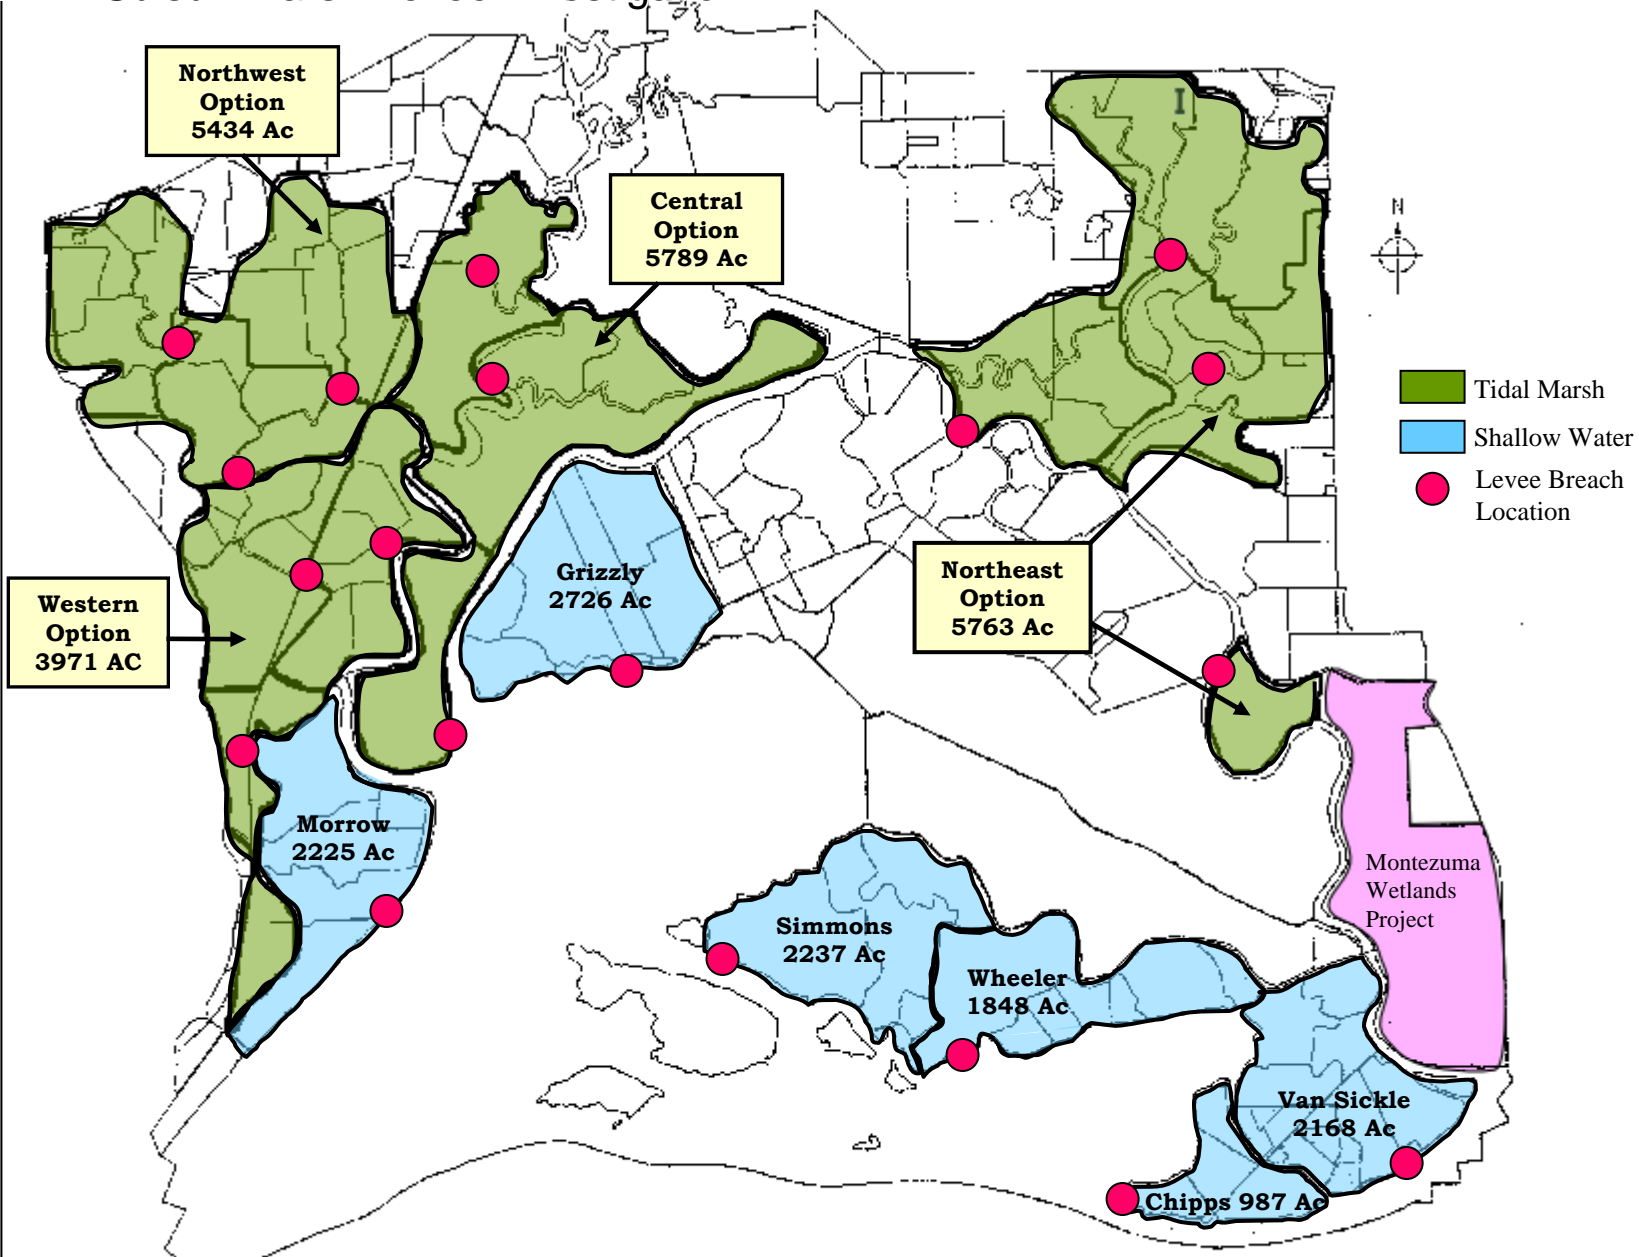 Northwest
Option
5434 Ac
Central
Option
5789 Ac
I
N
Tidal Marsh
Shallow Water
Levee Breach
Location
Grizzly
2726 Ac
Northeast
Option
5763 Ac
Western
Option
3971 AC
Morrow
2225 Ac
Montezuma
Wetlands
Project
Simmons
2237 Ac
Wheeler
1848 Ac
Van Sickle
2168 Ac
Chipps 987 Ac